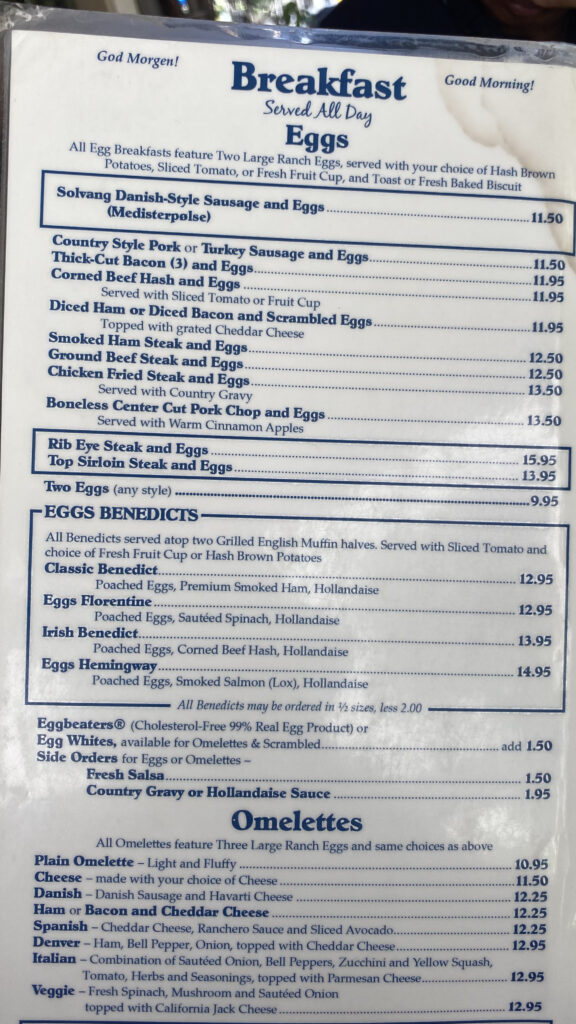 God Morgen!
Breakfast
Good Morning!
Served All Day
Eggs
All Egg Breakfasts feature Two Large Ranch Eggs, served with your choice of Hash Brown
Potatoes, Sliced Tomato, or Fresh Fruit Cup, and Toast or Fresh Baked Biscuit
Solvang Danish-Style Sausage and Eggs 11.50
(Medisterpolse)
Country Style Pork or Turkey Sausage and Eggs 11.50
Thick-Cut Bacon (3) and Eggs 11.95
Corned Beef Hash and Eggs 11.95
Served with Sliced Tomato or Fruit Cup
Diced Ham or Diced Bacon and Scrambled Eggs 11.95
Topped with grated Cheddar Cheese
Smoked Ham Steak and Eggs 12.50
Ground Beef Steak and Eggs 12.50
Chicken Fried Steak and Eggs 13.50
Served with Country Gravy
Boneless Center Cut Pork Chop and Eggs 13.50
Served with Warm Cinnamon Apples
Rib Eye Steak and Eggs 15.95
Top Sirloin Steak and Eggs 13.95
Two Eggs (any style) 9.95
EGGS BENEDICTS
All Benedicts served atop two Grilled English Muffin halves. Served with Sliced Tomato and
choice of Fresh Fruit Cup or Hash Brown Potatoes
Classic Benedict 12.95
Poached Eggs, Premium Smoked Ham, Hollandaise
Eggs Florentine 12.95
Poached Eggs, Sautéed Spinach, Hollandaise
Irish Benedict 13.95
Poached Eggs, Corned Beef Hash, Hollandaise
Eggs Hemingway 14.95
Poached Eggs, Smoked Salmon (Lox), Hollandaise
All Benedicts may be ordered in ½ sizes, less 2.00
Eggbeaters® (Cholesterol-Free 99% Real Egg Product) or
Egg Whites, available for Omelettes & Scrambled add 1.50
Side Orders for Eggs or Omelettes –
Fresh Salsa 1.50
Country Gravy or Hollandaise Sauce 1.95
Omelettes
All Omelettes feature Three Large Ranch Eggs and same choices as above
Plain Omelette – Light and Fluffy 10.95
Cheese – made with your choice of Cheese 11.50
Danish – Danish Sausage and Havarti Cheese 12.25
Ham or Bacon and Cheddar Cheese 12.25
Spanish – Cheddar Cheese, Ranchero Sauce and Sliced Avocado 12.25
Denver – Ham, Bell Pepper, Onion, topped with Cheddar Cheese 12.95
Italian – Combination of Sautéed Onion, Bell Peppers, Zucchini and Yellow Squash,
Tomato, Herbs and Seasonings, topped with Parmesan Cheese 12.95
Veggie – Fresh Spinach, Mushroom and Sautéed Onion
topped with California Jack Cheese 12.95